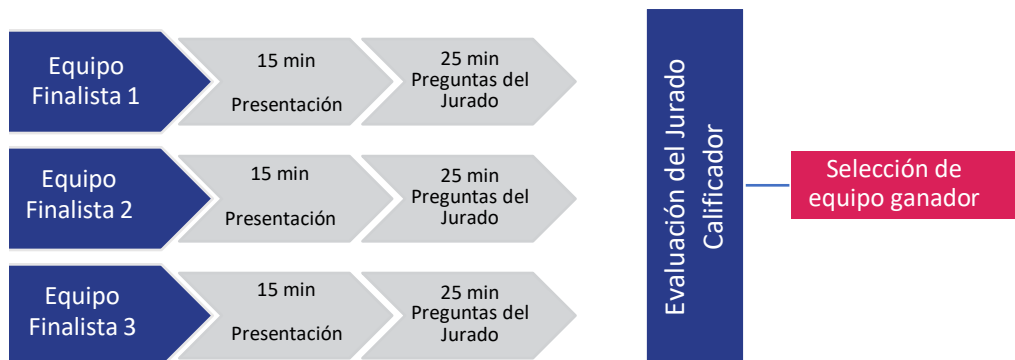 Equipo
Finalista 1
15 min
Presentación
25 min
Preguntas del
Jurado
Equipo
Finalista 2
15 min
Presentación
25 min
Preguntas del
Jurado
Equipo
Finalista 3
15 min
Presentación
25 min
Preguntas del
Jurado
Evaluación del Jurado
Calificador
Selección de
equipo ganador